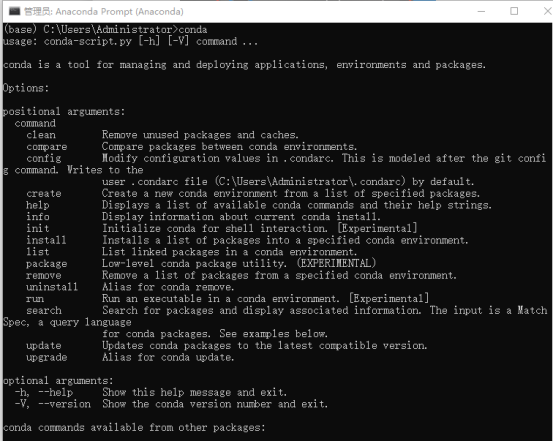 管理员: Anaconda Prompt (Anaconda)
(base) C:\Users\Administrator>conda
usage: conda-script.py [-h] [-V] command ...
conda is a tool for managing and deploying applications, environments and packages.
Options:
positional arguments:
command
clean Remove unused packages and caches.
compare Compare packages between conda environments.
config Modify configuration values in .condarc. This is modeled after the git confi
g command. Writes to the
user .condarc file (C:\Users\Administrator\.condarc) by default.
create Create a new conda environment from a list of specified packages.
help Displays a list of available conda commands and their help strings.
info Display information about current conda install.
init Initialize conda for shell interaction. [Experimental]
install Installs a list of packages into a specified conda environment.
list List linked packages in a conda environment.
package Low-level conda package utility. (EXPERIMENTAL)
remove Remove a list of packages from a specified conda environment.
uninstall Alias for conda remove.
run Run an executable in a conda environment. [Experimental]
search Search for packages and display associated information. The input is a Match
Spec, a query language
for conda packages. See examples below.
update Updates conda packages to the latest compatible version.
upgrade Alias for conda update.
optional arguments:
-h, --help Show this help message and exit.
-V, --version Show the conda version number and exit.
conda commands available from other packages: